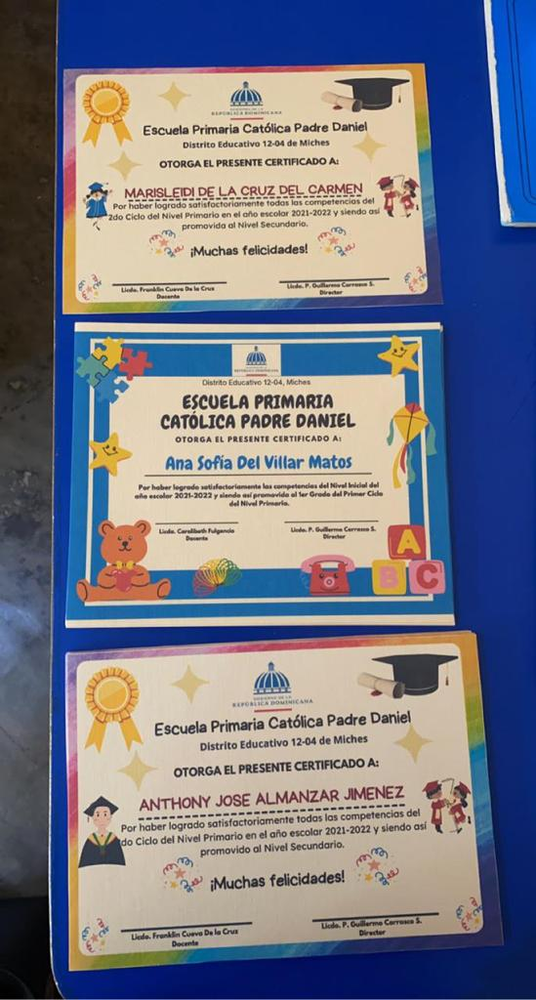 GOBIERNO DE LA
REPÚBLICA DOMINICANA
Escuela Primaria Católica Padre Daniel
Distrito Educativo 12-04 de Miches
OTORGA EL PRESENTE CERTIFICADO A:
MARISLEIDI DE LA CRUZ DEL CARMEN
Por haber logrado satisfactoriamente todas las competencias del
2do Ciclo del Nivel Primario en el año escolar 2021-2022 y siendo así
promovida al Nivel Secundario.
¡Muchas felicidades!
Licdo. Franklin Cueva De la Cruz
Docente
Licdo. P. Guillermo Carrasco S.
Director
REPÚBLICA DOMINICANA
Distrito Educativo 12-04, Miches
ESCUELA PRIMARIA
CATÓLICA PADRE DANIEL
OTORGA EL PRESENTE CERTIFICADO A:
Ana Sofía Del Villar Matos
Por haber logrado satisfactoriamente las competencias del Nivel Inicial del
año escolar 2021-2022 y siendo así promovida al 1er Grado del Primer Ciclo
del Nivel Primario.
Licda. Carolibeth Fulgencio
Docente
Licdo. P. Guillermo Carrasco S.
Director
A
B
C
GOBIERNO DE LA
REPÚBLICA DOMINICANA
Escuela Primaria Católica Padre Daniel
Distrito Educativo 12-04 de Miches
OTORGA EL PRESENTE CERTIFICADO A:
ANTHONY JOSE ALMANZAR JIMENEZ
Por haber logrado satisfactoriamente todas las competencias del
do Ciclo del Nivel Primario en el año escolar 2021-2022 y siendo así
promovido al Nivel Secundario.
¡Muchas felicidades!
Licdo. Franklin Cueva De la Cruz
Docente
Licdo. P. Guillermo Carrasco S.
Director